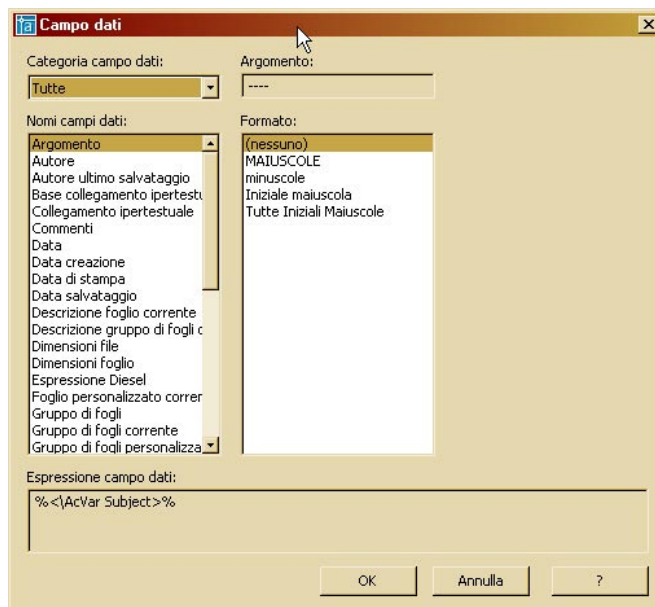 Campo dati
Categoria campo dati:
Tutte
Argomento:
----
Nomi campi dati:
Argomento
Autore
Autore ultimo salvataggio
Base collegamento ipertestu
Collegamento ipertestuale
Commenti
Data
Data creazione
Data di stampa
Data salvataggio
Descrizione foglio corrente
Descrizione gruppo di fogli c
Dimensioni file
Dimensioni foglio
Espressione Diesel
Foglio personalizzato correr
Gruppo di fogli
Gruppo di fogli corrente
Gruppo di fogli personalizza
Formato:
(nessuno)
MAIUSCOLE
minuscole
Iniziale maiuscola
Tutte Iniziali Maiuscole
Espressione campo dati:
%<\AcVar Subject>%
OK
Annulla
?